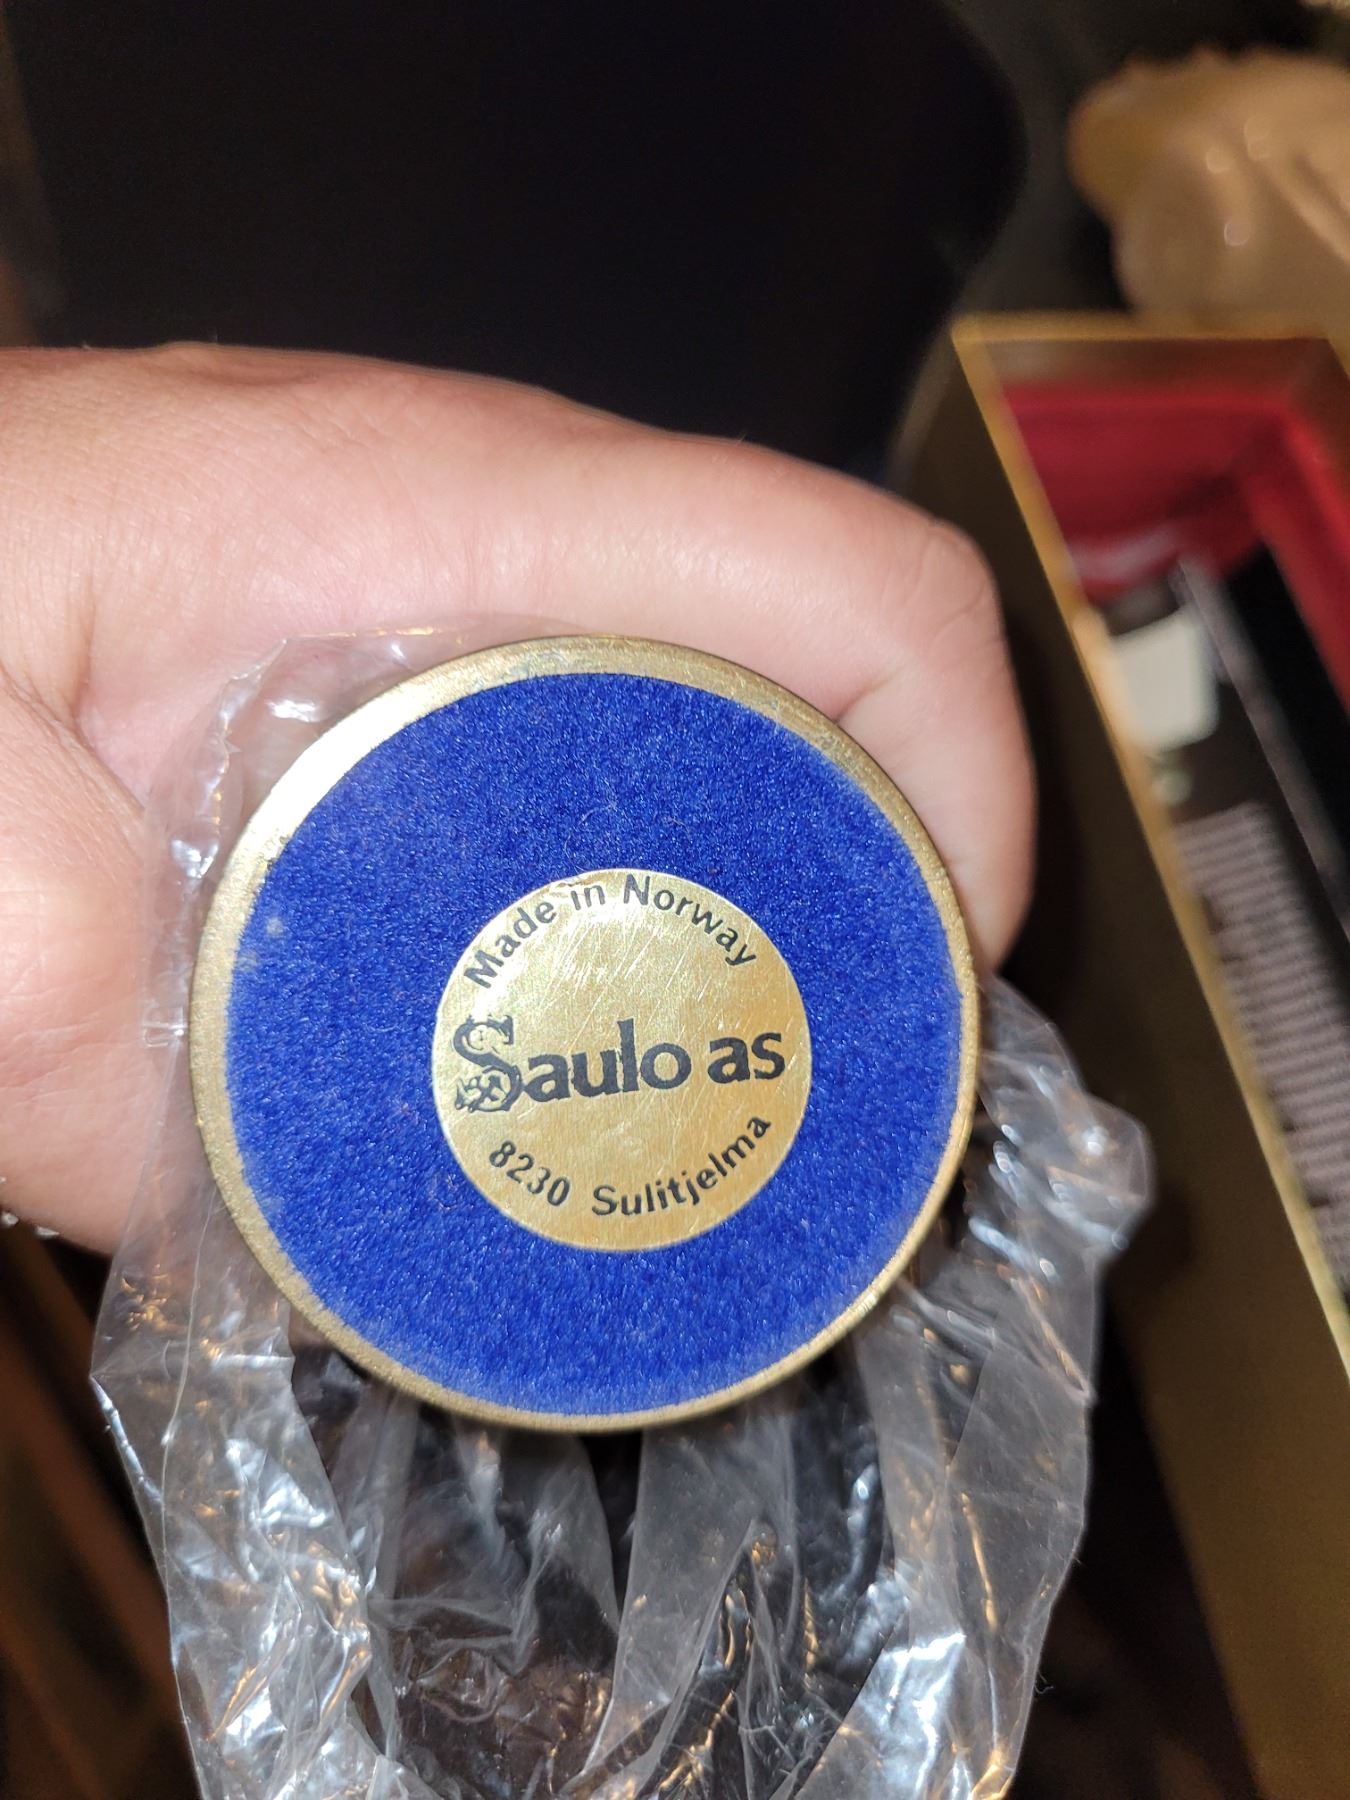 Made in Norway
Saulo as
8230 Sulitjelma